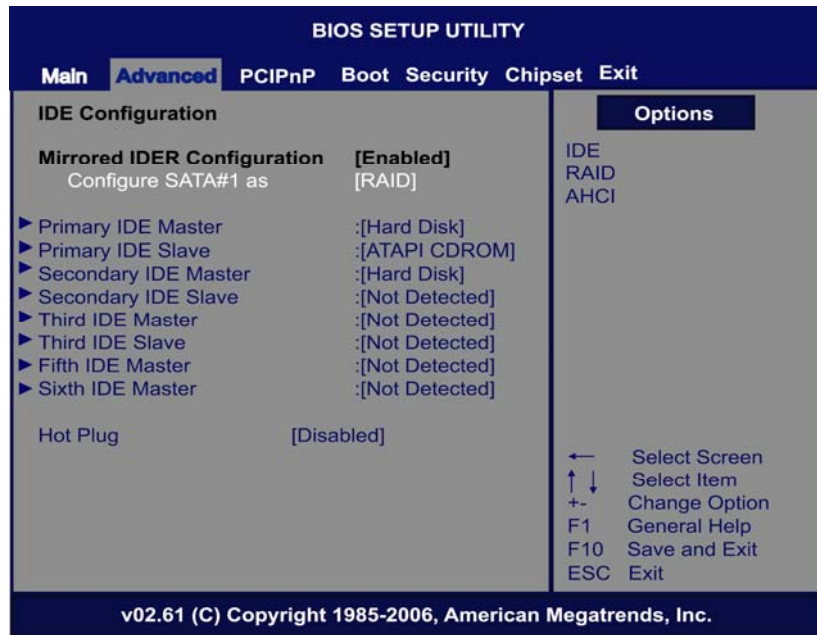 BIOS SETUP UTILITY
Main Advanced PCIPnP Boot Security Chipset Exit
IDE Configuration
Mirrored IDER Configuration [Enabled]
Configure SATA#1 as [RAID]
Primary IDE Master :[Hard Disk]
Primary IDE Slave :[ATAPI CDROM]
Secondary IDE Master :[Hard Disk]
Secondary IDE Slave :[Not Detected]
Third IDE Master :[Not Detected]
Third IDE Slave :[Not Detected]
Fifth IDE Master :[Not Detected]
Sixth IDE Master :[Not Detected]
Hot Plug [Disabled]
Options
IDE
RAID
AHCI
← Select Screen
↑ ↓ Select Item
+- Change Option
F1 General Help
F10 Save and Exit
ESC Exit
v02.61 (C) Copyright 1985-2006, American Megatrends, Inc.